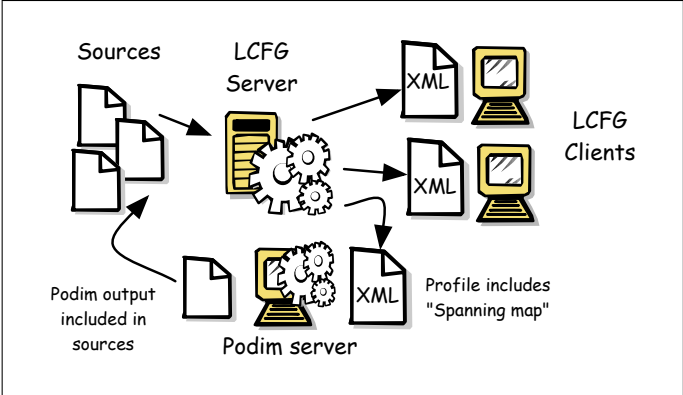 Sources
LCFG
Server
XML
LCFG
Clients
XML
Podim output
included in
sources
XML
Profile includes
"Spanning map"
Podim server